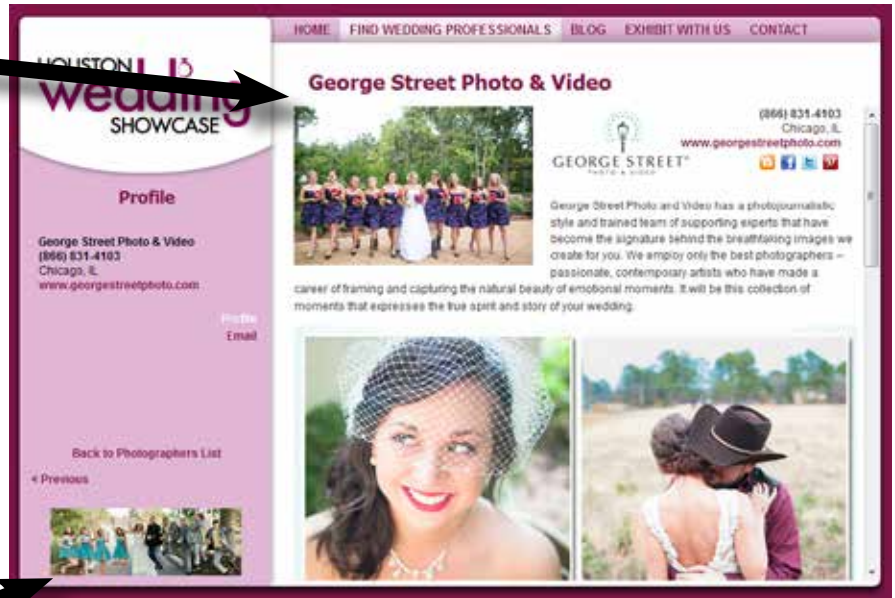 HOME FIND WEDDING PROFESSIONALS BLOG EXHIBIT WITH US CONTACT
HOUSTON
wedding
SHOWCASE
Profile
George Street Photo & Video
(866) 831-4103
Chicago, IL
www.georgestreetphoto.com
Profile
Email
Back to Photographers List
< Previous
George Street Photo & Video
GEORGE STREET
PHOTO & VIDEO
(866) 831-4103
Chicago, IL
www.georgestreetphoto.com
George Street Photo and Video has a photojournalistic
style and trained team of supporting experts that have
become the signature behind the breathtaking images we
create for you. We employ only the best photographers –
passionate, contemporary artists who have made a
career of framing and capturing the natural beauty of emotional moments. It will be this collection of
moments that expresses the true spirit and story of your wedding.